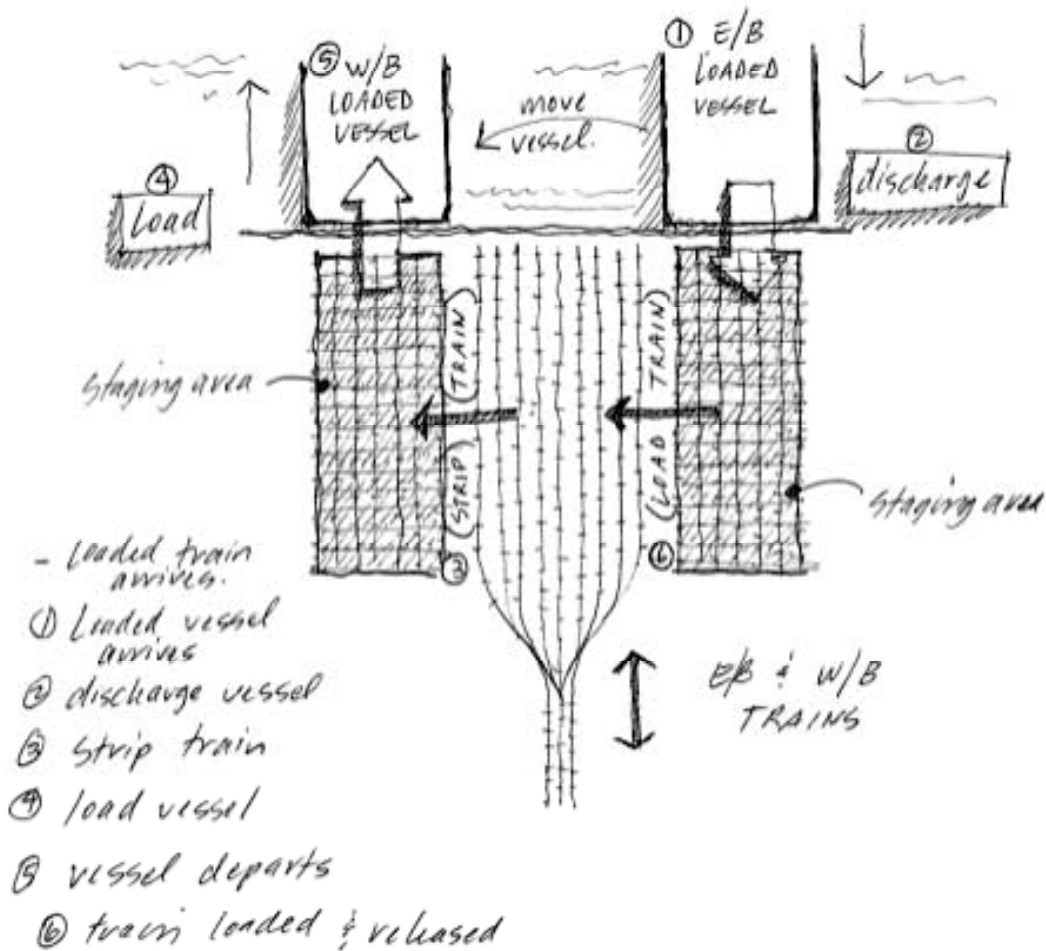 ① E/B
LOADED
VESSEL
②
discharge
move
vessel.
⑤ W/B
LOADED
VESSEL
④
Load
staging area
(STRIP) (TRAIN)
③
(LOAD TRAIN)
⑥
staging area
E/B & W/B
TRAINS
- Loaded train
arrives.
① Loaded vessel
arrives
② discharge vessel
③ strip train
④ load vessel
⑤ vessel departs
⑥ train loaded & released